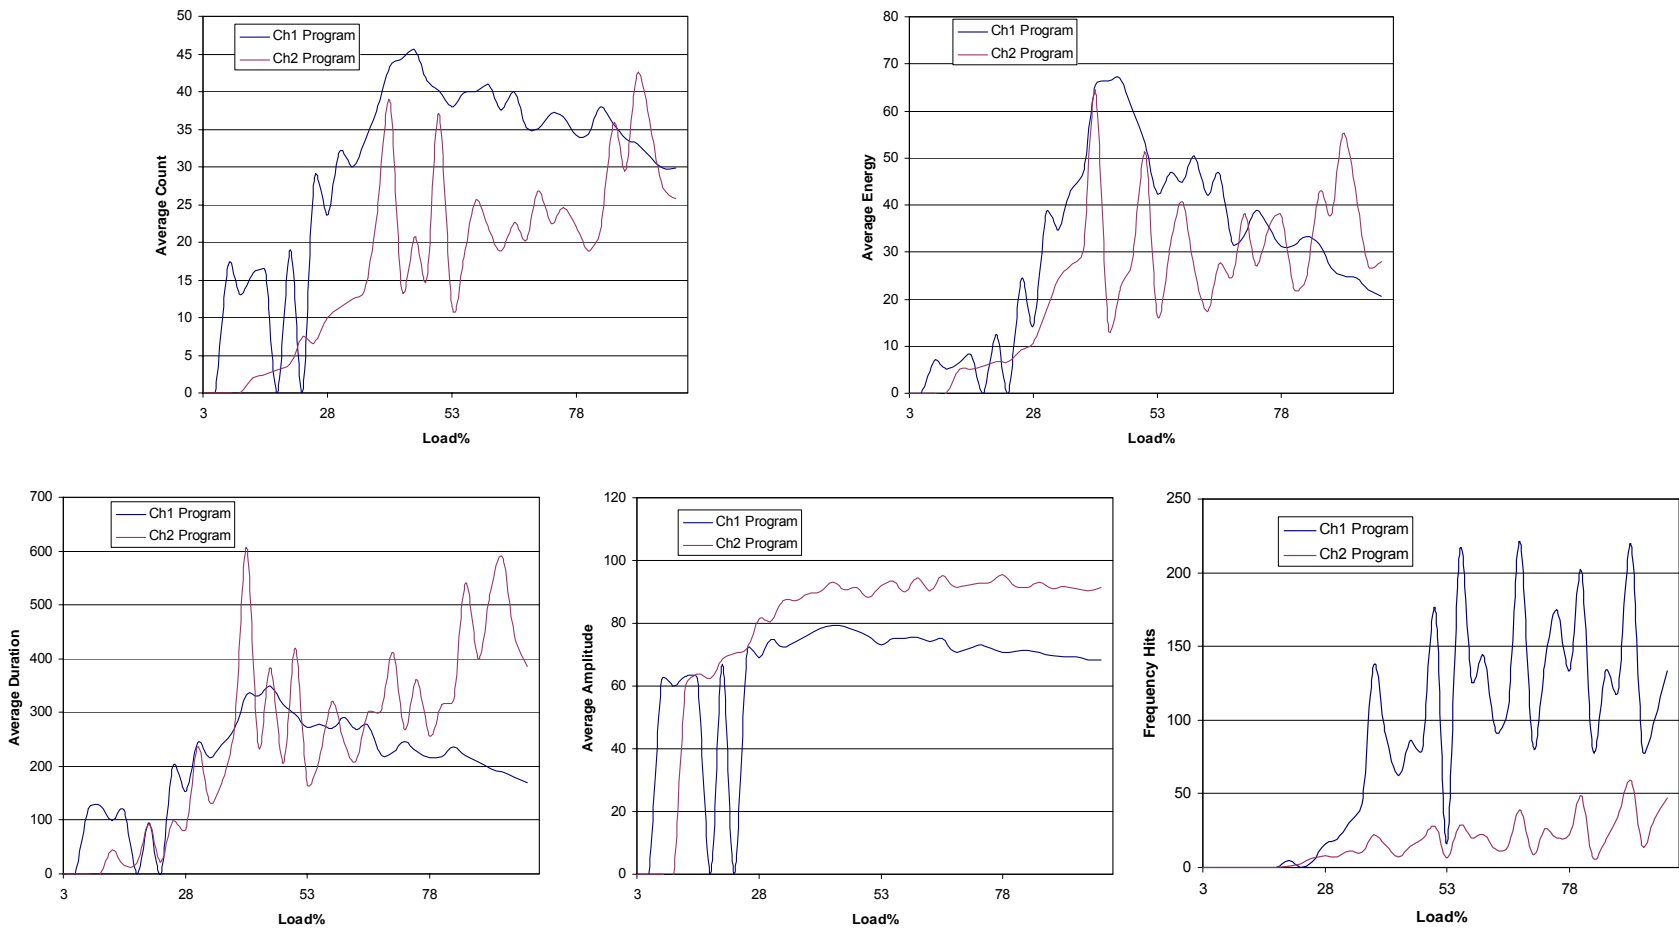 50
45
40
35
30
25
20
15
10
5
0
Average Count
Ch1 Program
Ch2 Program
3 28 53 78
Load%
80
70
60
50
40
30
20
10
0
Average Energy
Ch1 Program
Ch2 Program
3 28 53 78
Load%
700
600
500
400
300
200
100
0
Average Duration
Ch1 Program
Ch2 Program
3 28 53 78
Load%
120
100
80
60
40
20
0
Average Amplitude
Ch1 Program
Ch2 Program
3 28 53 78
Load%
250
200
150
100
50
0
Frequency Hits
Ch1 Program
Ch2 Program
3 28 53 78
Load%